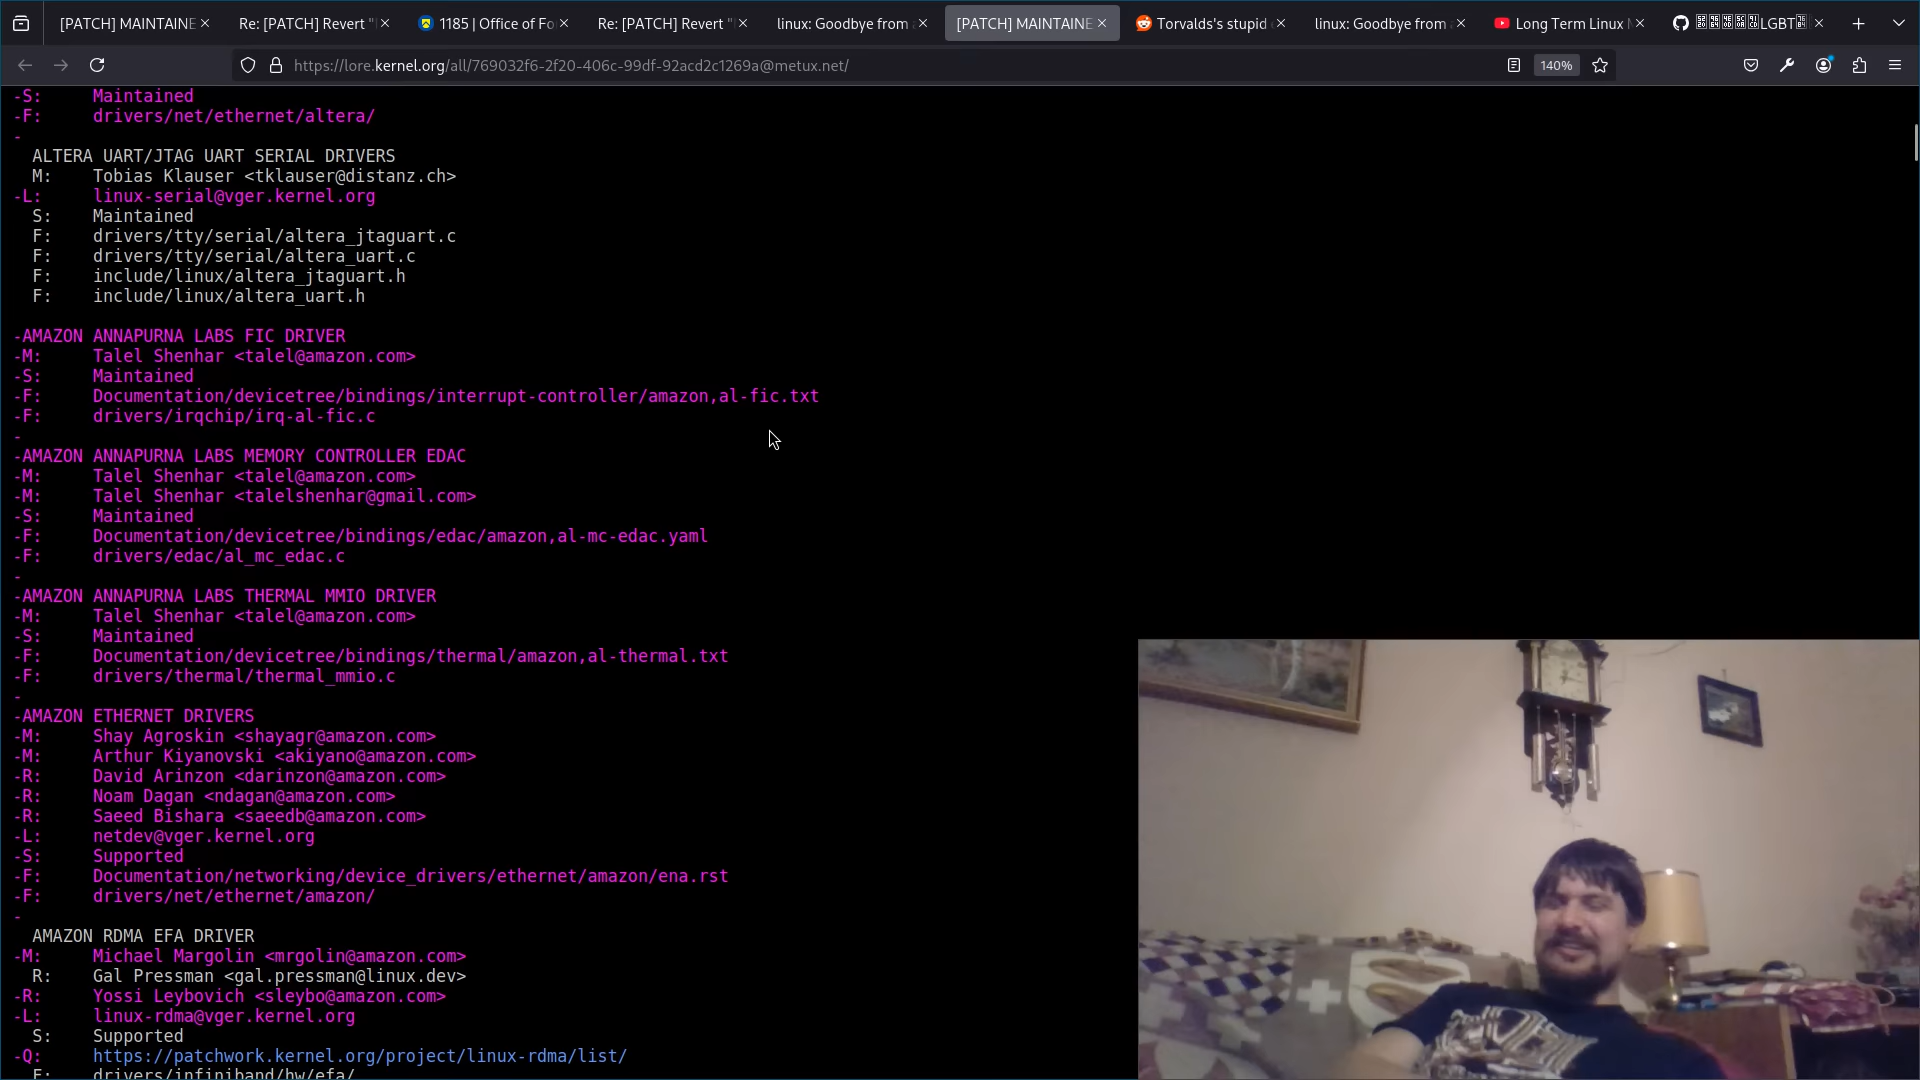 [PATCH] MAINTAINE
Re: [PATCH] Revert "
1185 | Office of Fo
Re: [PATCH] Revert "
linux: Goodbye from
[PATCH] MAINTAINE
Torvalds's stupid
linux: Goodbye from
Long Term Linux
LGBT
https://lore.kernel.org/all/769032f6-2f20-406c-99df-92acd2c1269a@metux.net/
140%
-S: Maintained
-F: drivers/net/ethernet/altera/
-
ALTERA UART/JTAG UART SERIAL DRIVERS
M: Tobias Klauser <tklauser@distanz.ch>
-L: linux-serial@vger.kernel.org
S: Maintained
F: drivers/tty/serial/altera_jtaguart.c
F: drivers/tty/serial/altera_uart.c
F: include/linux/altera_jtaguart.h
F: include/linux/altera_uart.h
-AMAZON ANNAPURNA LABS FIC DRIVER
-M: Talel Shenhar <talel@amazon.com>
-S: Maintained
-F: Documentation/devicetree/bindings/interrupt-controller/amazon,al-fic.txt
-F: drivers/irqchip/irq-al-fic.c
-
-AMAZON ANNAPURNA LABS MEMORY CONTROLLER EDAC
-M: Talel Shenhar <talel@amazon.com>
-M: Talel Shenhar <talelshenhar@gmail.com>
-S: Maintained
-F: Documentation/devicetree/bindings/edac/amazon,al-mc-edac.yaml
-F: drivers/edac/al_mc_edac.c
-
-AMAZON ANNAPURNA LABS THERMAL MMIO DRIVER
-M: Talel Shenhar <talel@amazon.com>
-S: Maintained
-F: Documentation/devicetree/bindings/thermal/amazon,al-thermal.txt
-F: drivers/thermal/thermal_mmio.c
-
-AMAZON ETHERNET DRIVERS
-M: Shay Agroskin <shayagr@amazon.com>
-M: Arthur Kiyanovski <akiyano@amazon.com>
-R: David Arinzon <darinzon@amazon.com>
-R: Noam Dagan <ndagan@amazon.com>
-R: Saeed Bishara <saeedb@amazon.com>
-L: netdev@vger.kernel.org
-S: Supported
-F: Documentation/networking/device_drivers/ethernet/amazon/ena.rst
-F: drivers/net/ethernet/amazon/
-
AMAZON RDMA EFA DRIVER
-M: Michael Margolin <mrgolin@amazon.com>
R: Gal Pressman <gal.pressman@linux.dev>
-R: Yossi Leybovich <sleybo@amazon.com>
-L: linux-rdma@vger.kernel.org
S: Supported
-Q: https://patchwork.kernel.org/project/linux-rdma/list/
F: drivers/infiniband/hw/efa/